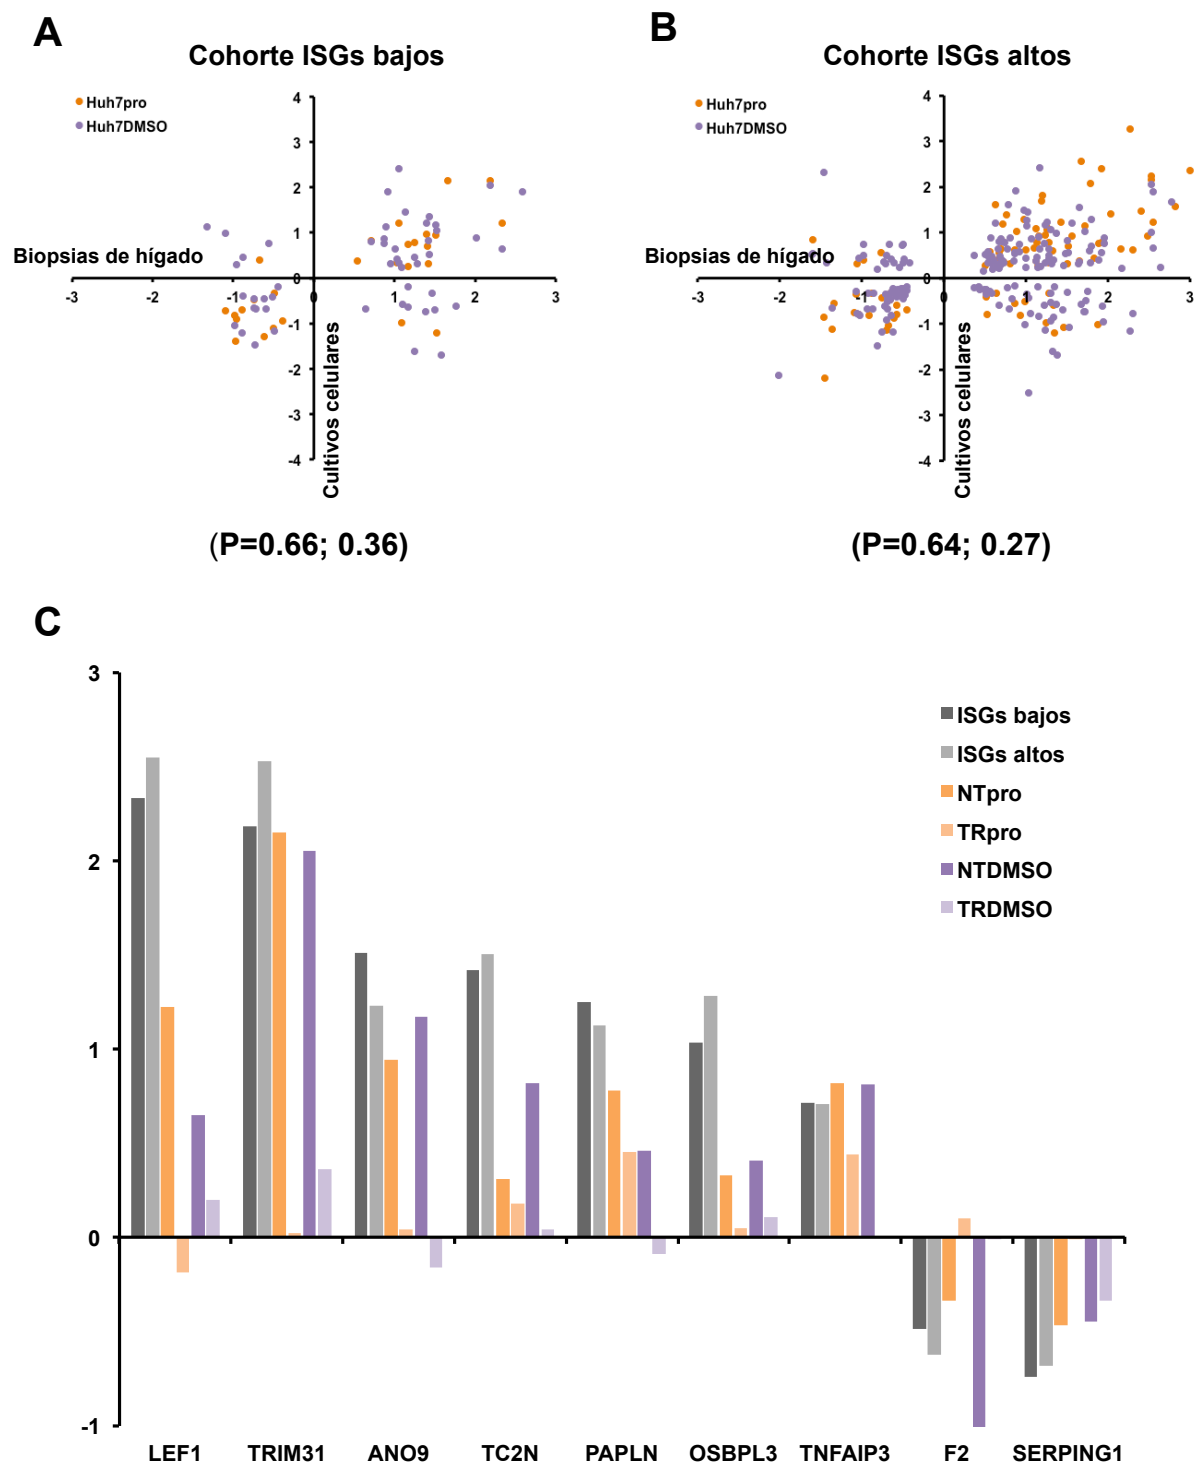 A
Cohorte ISGs bajos
Huh7pro
Huh7DMSO
4
3
2
1
0
-1
-2
-3
-4
Biopsias de hígado
-3
-2
-1
0
1
2
3
Cultivos celulares
(P=0.66; 0.36)
B
Cohorte ISGs altos
Huh7pro
Huh7DMSO
4
3
2
1
0
-1
-2
-3
-4
Biopsias de hígado
-3
-2
-1
0
1
2
3
Cultivos celulares
(P=0.64; 0.27)
C
3
2
1
0
-1
ISGs bajos
ISGs altos
NTpro
TRpro
NTDMSO
TRDMSO
LEF1 TRIM31 ANO9 TC2N PAPLN OSBPL3 TNFAIP3 F2 SERPING1